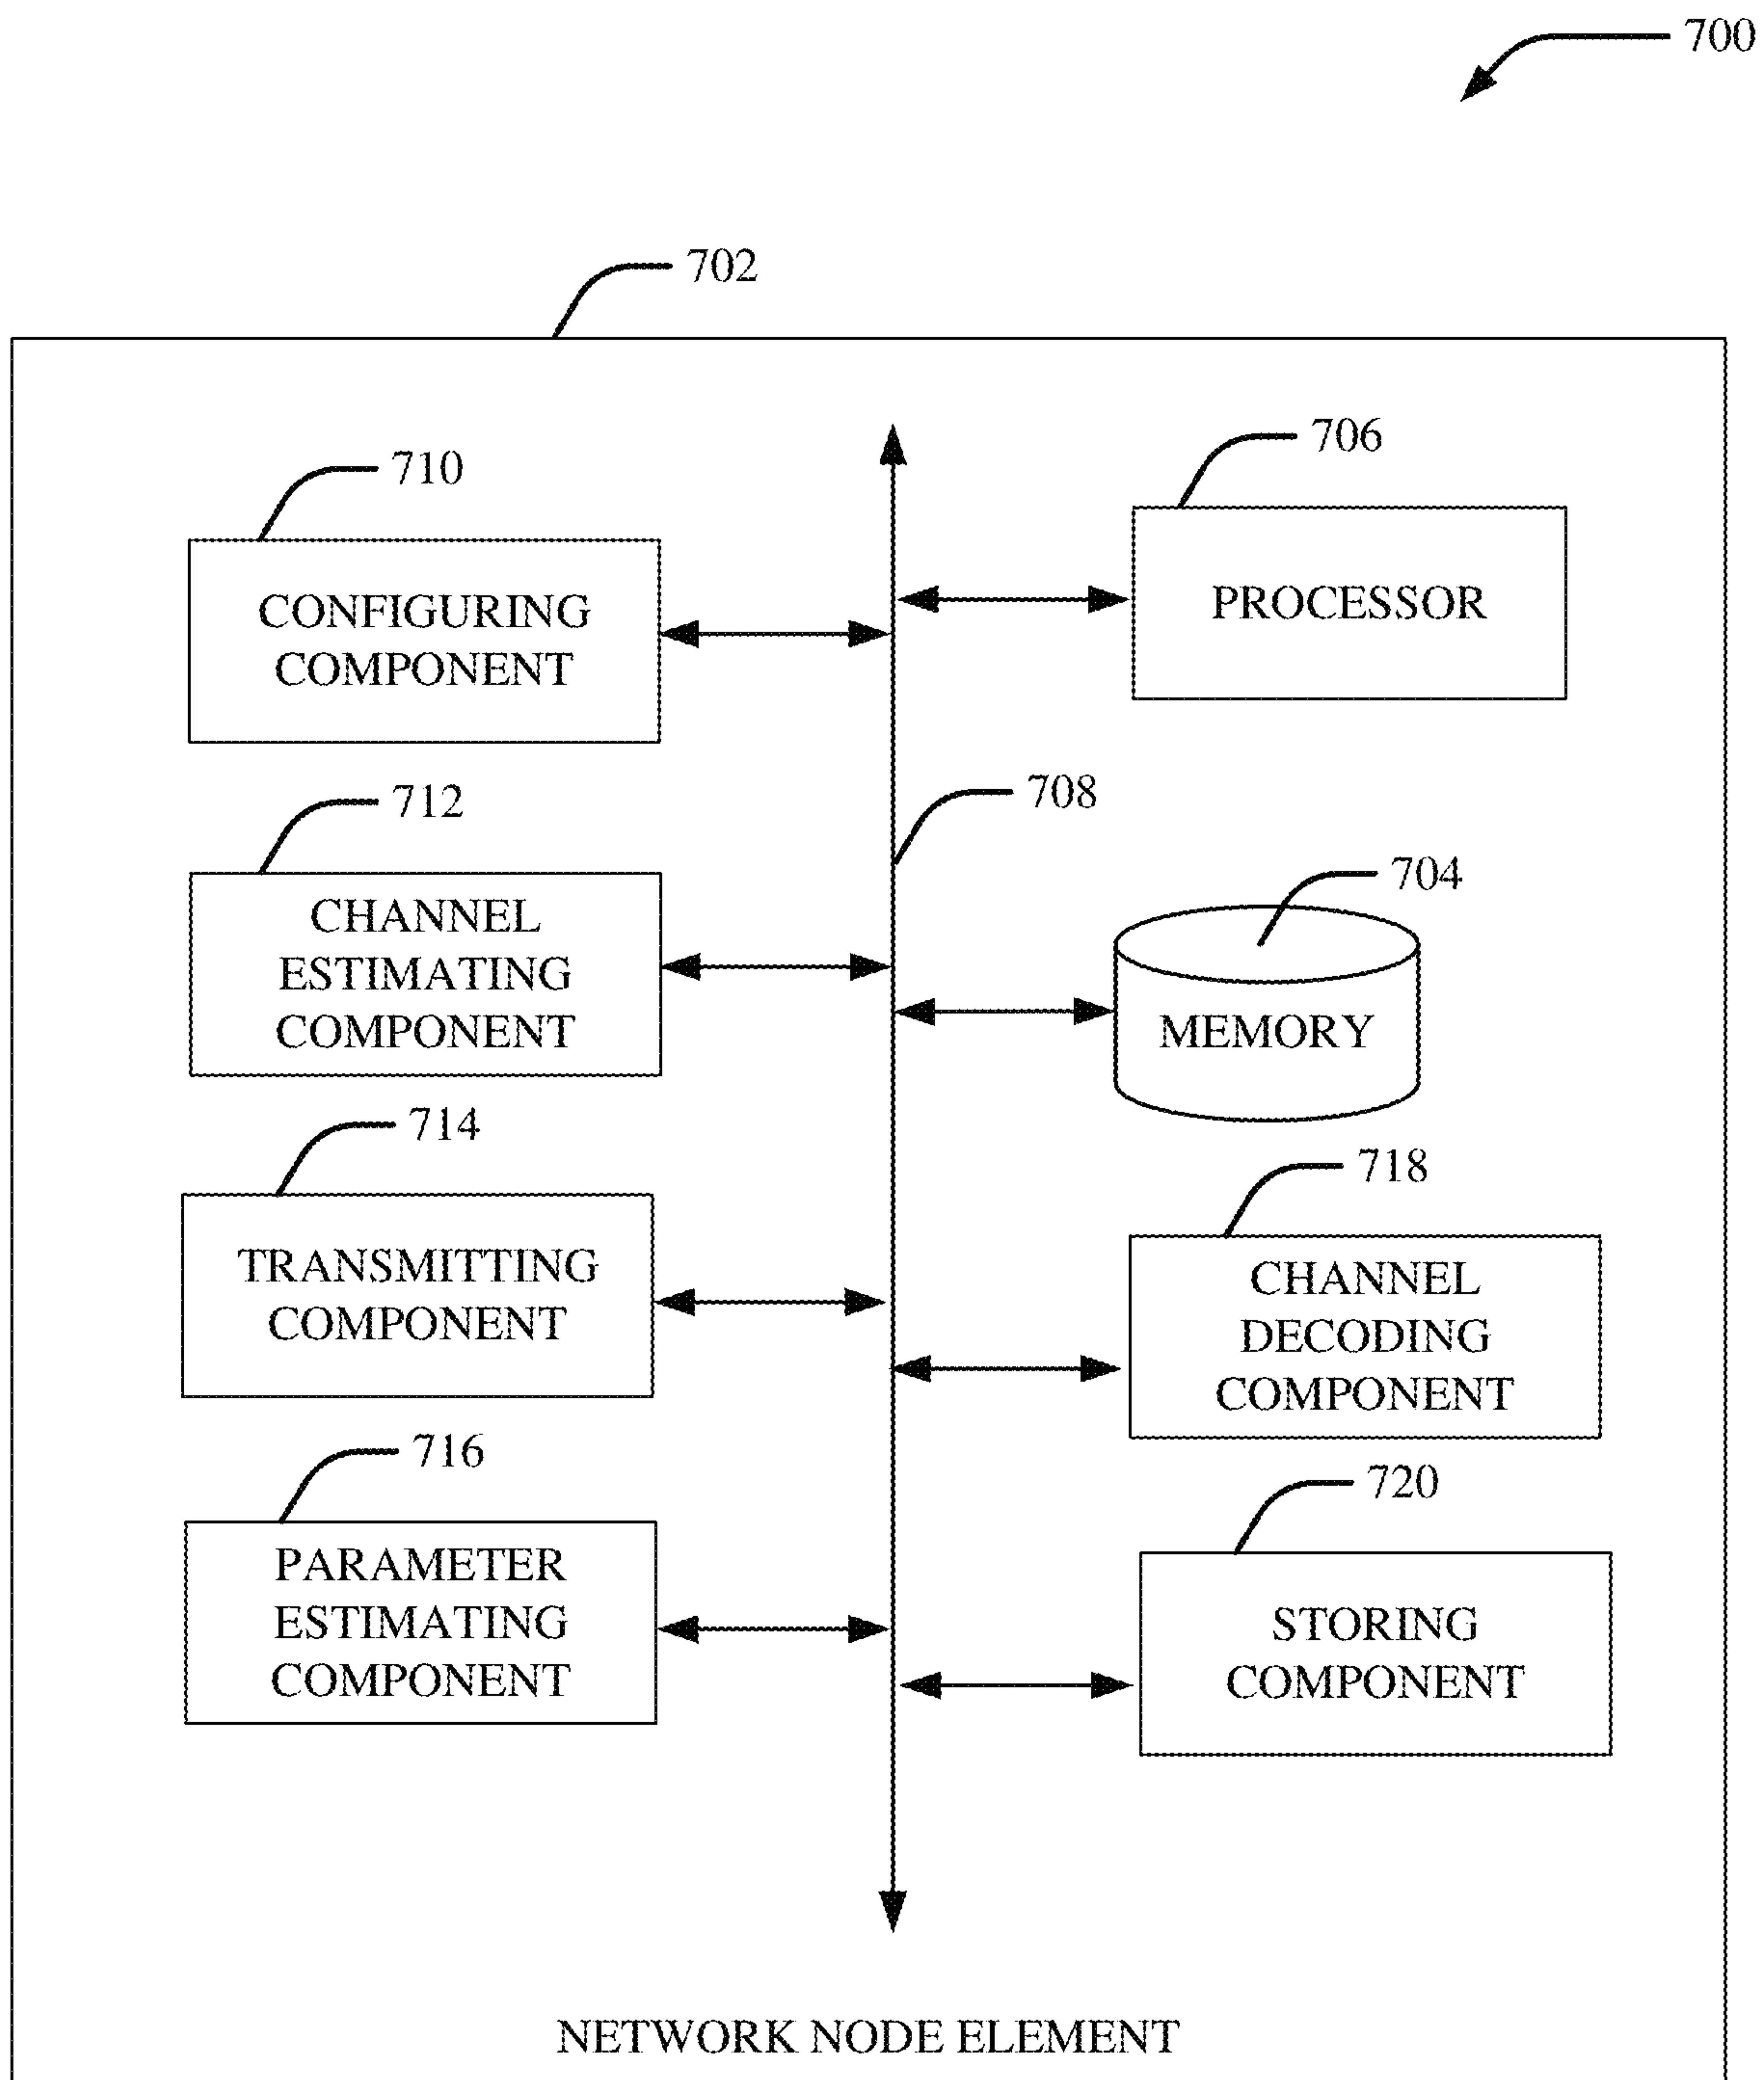 700
702
710
CONFIGURING
COMPONENT
706
PROCESSOR
712
CHANNEL
ESTIMATING
COMPONENT
708
704
MEMORY
714
TRANSMITTING
COMPONENT
718
CHANNEL
DECODING
COMPONENT
716
PARAMETER
ESTIMATING
COMPONENT
720
STORING
COMPONENT
NETWORK NODE ELEMENT